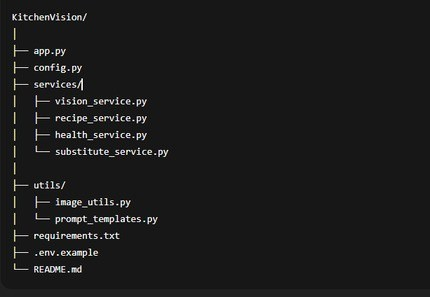 KitchenVision/
│
├── app.py
├── config.py
├── services/
│   ├── vision_service.py
│   ├── recipe_service.py
│   ├── health_service.py
│   └── substitute_service.py
│
├── utils/
│   ├── image_utils.py
│   └── prompt_templates.py
├── requirements.txt
├── .env.example
└── README.md